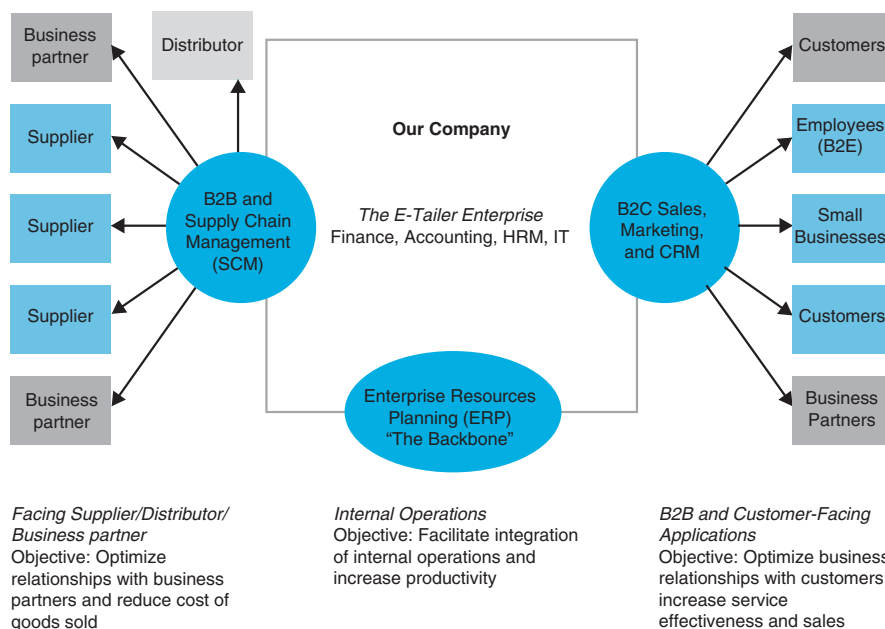 Business
partner
Distributor
Supplier
Supplier
Supplier
Business
partner
B2B and
Supply Chain
Management
(SCM)
Our Company
The E-Tailer Enterprise
Finance, Accounting, HRM, IT
Enterprise Resources
Planning (ERP)
“The Backbone”
B2C Sales,
Marketing,
and CRM
Customers
Employees
(B2E)
Small
Businesses
Customers
Business
Partners
Facing Supplier/Distributor/
Business partner
Objective: Optimize
relationships with business
partners and reduce cost of
goods sold
Internal Operations
Objective: Facilitate integration
of internal operations and
increase productivity
B2B and Customer-Facing
Applications
Objective: Optimize business
relationships with customers
increase service
effectiveness and sales